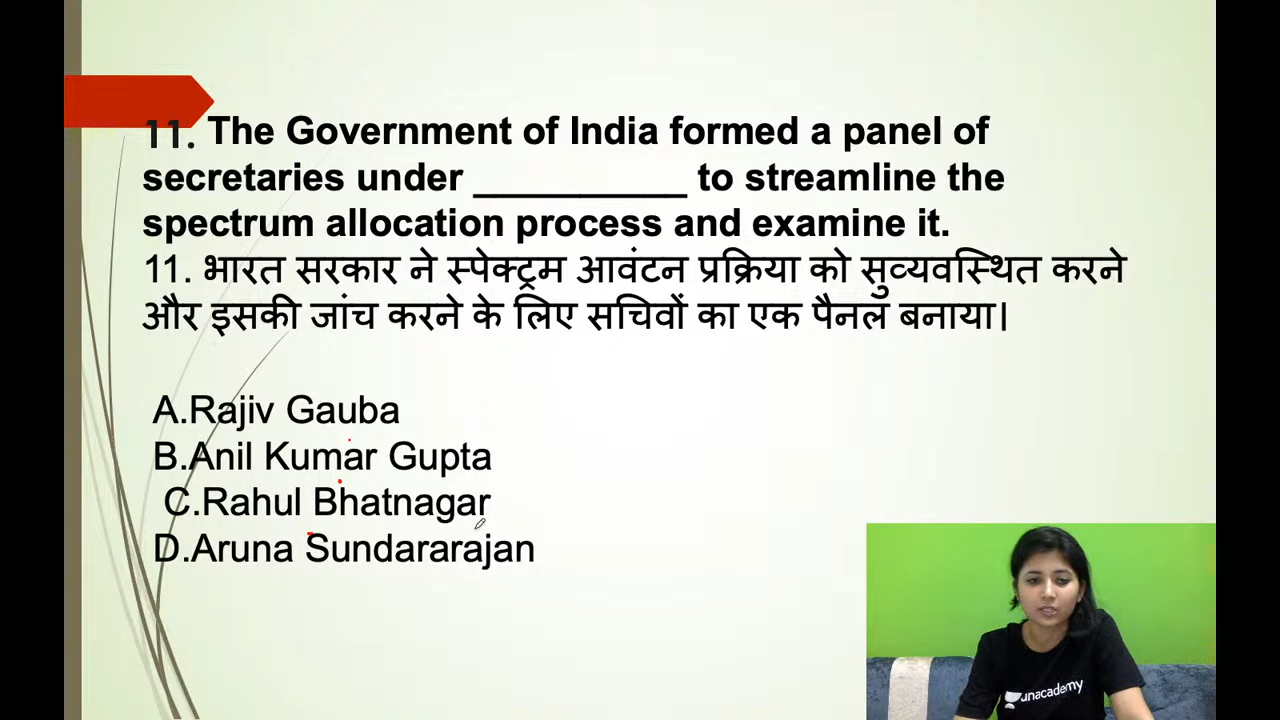 11. The Government of India formed a panel of
secretaries under __________ to streamline the
spectrum allocation process and examine it.
11. भारत सरकार ने स्पेक्ट्रम आवंटन प्रक्रिया को सुव्यवस्थित करने
और इसकी जांच करने के लिए सचिवों का एक पैनल बनाया।
A.Rajiv Gauba
B.Anil Kumar Gupta
C.Rahul Bhatnagar
D.Aruna Sundararajan
unacademy